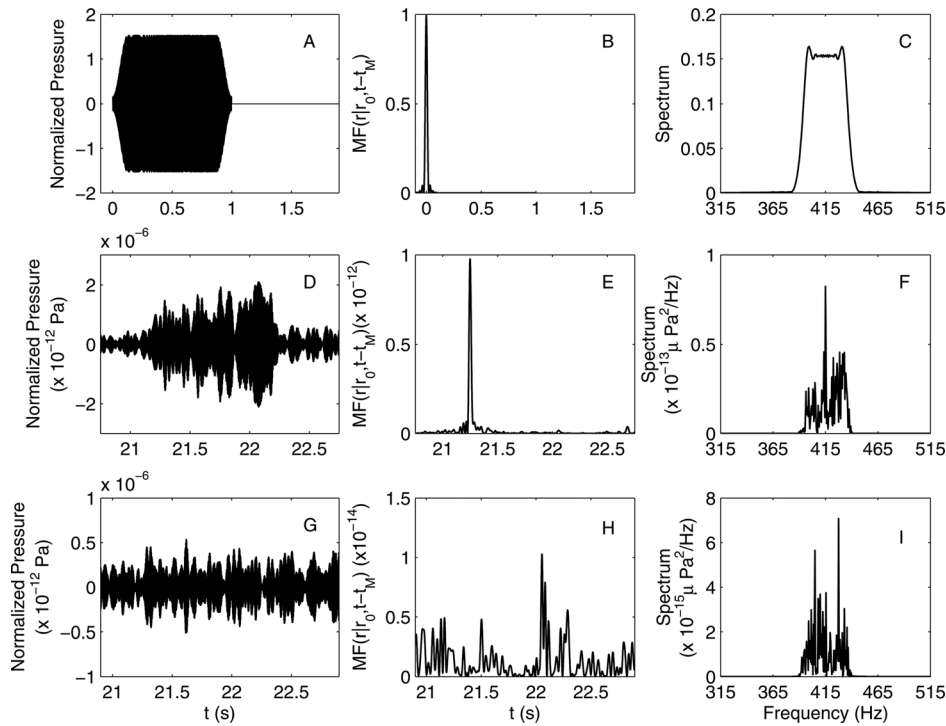 A
Normalized Pressure
2
1
0
−1
−2
0
0.5
1
1.5
B
MF(r|r0,t−tM)
1
0.5
0
0
0.5
1
1.5
C
Spectrum
0.2
0.15
0.1
0.05
0
315
365
415
465
515
x 10−6
D
Normalized Pressure
(x 10−12 Pa)
2
0
−2
21
21.5
22
22.5
E
MF(r|r0,t−tM)(x 10−12)
1
0.5
0
21
21.5
22
22.5
F
Spectrum
(x 10−13μ Pa2/Hz)
1
0.5
0
315
365
415
465
515
x 10−6
G
Normalized Pressure
(x 10−12 Pa)
1
0.5
0
−0.5
−1
21
21.5
22
22.5
t (s)
H
MF(r|r0,t−tM) (x10−14)
1.5
1
0.5
0
21
21.5
22
22.5
t (s)
I
Spectrum
(x 10−15μ Pa2/Hz)
8
6
4
2
0
315
365
415
465
515
Frequency (Hz)